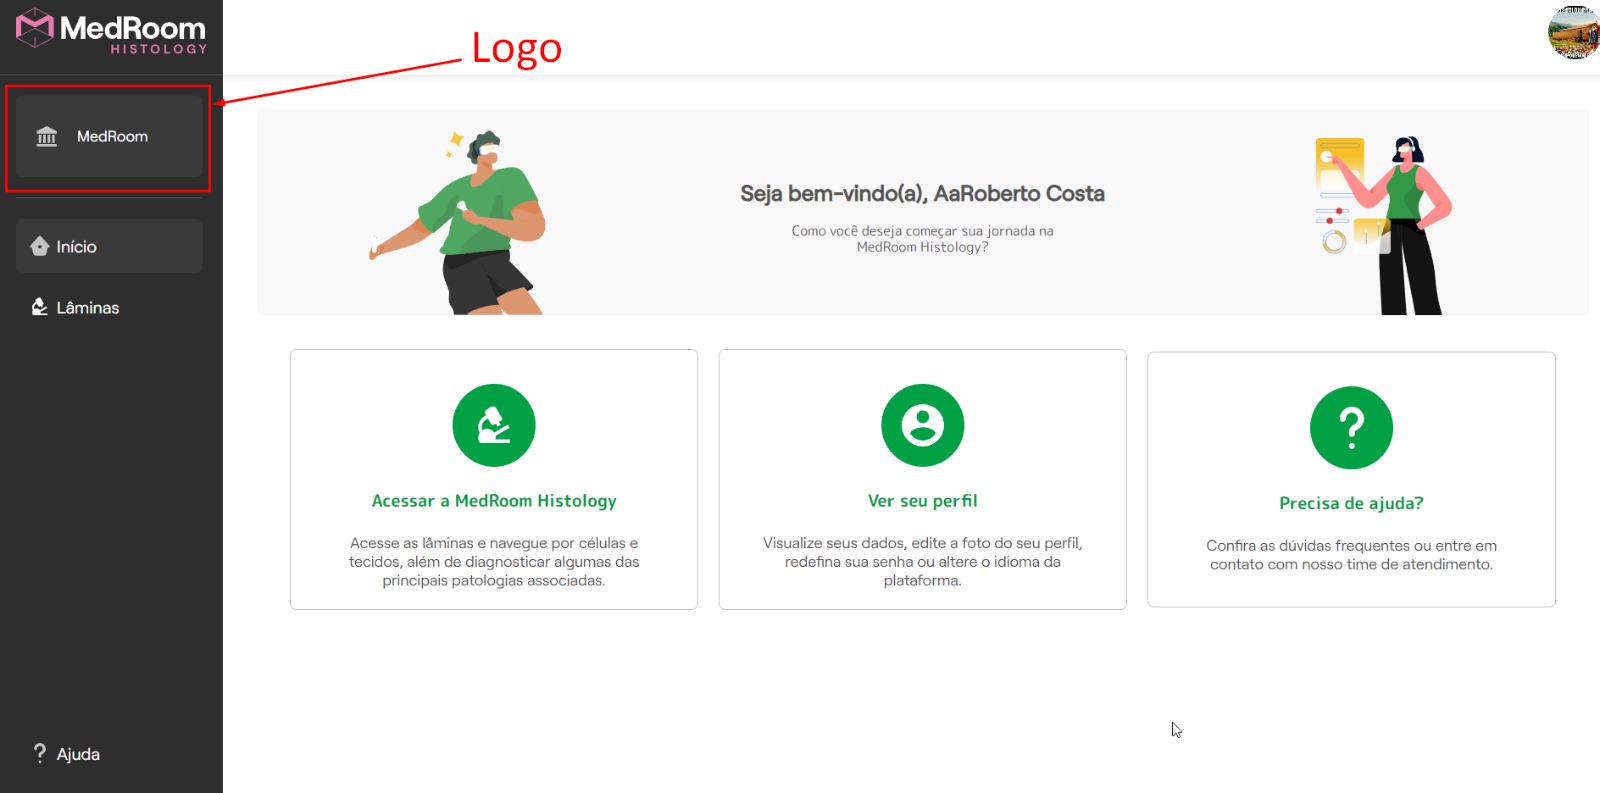 MedRoom
HISTOLOGY
Logo
MedRoom
Início
Lâminas
Ajuda
Seja bem-vindo(a), AaRoberto Costa
Como você deseja começar sua jornada na
MedRoom Histology?
Acessar a MedRoom Histology
Acesse as lâminas e navegue por células e
tecidos, além de diagnosticar algumas das
principais patologias associadas.
Ver seu perfil
Visualize seus dados, edite a foto do seu perfil,
redefina sua senha ou altere o idioma da
plataforma.
Precisa de ajuda?
Confira as dúvidas frequentes ou entre em
contato com nosso time de atendimento.